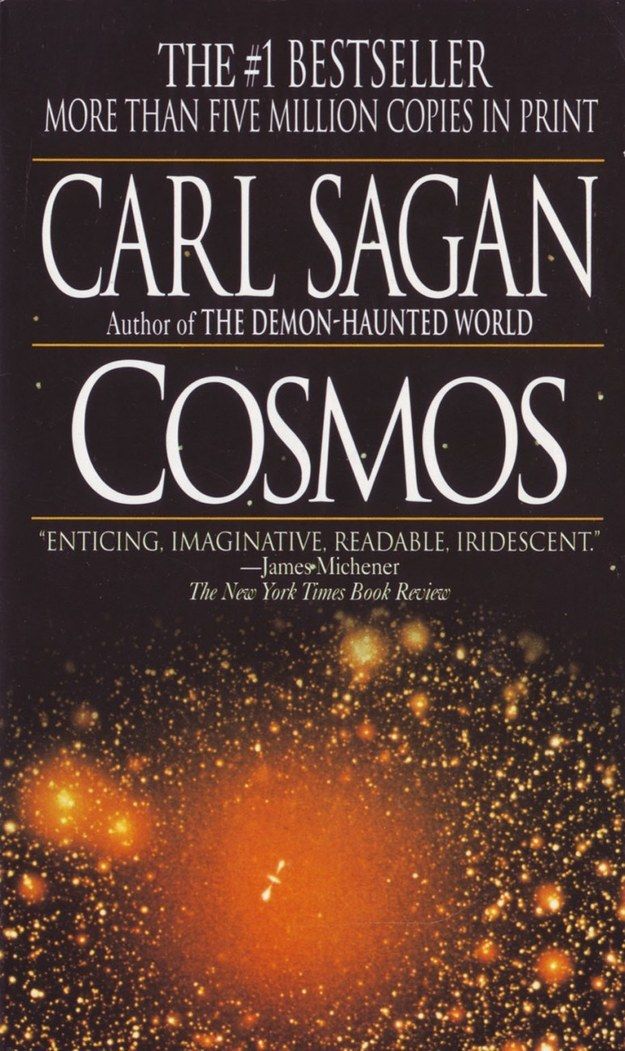 THE #1 BESTSELLER
MORE THAN FIVE MILLION COPIES IN PRINT
CARL SAGAN
Author of THE DEMON-HAUNTED WORLD
COSMOS
"ENTICING, IMAGINATIVE, READABLE, IRIDESCENT."
—James Michener
The New York Times Book Review